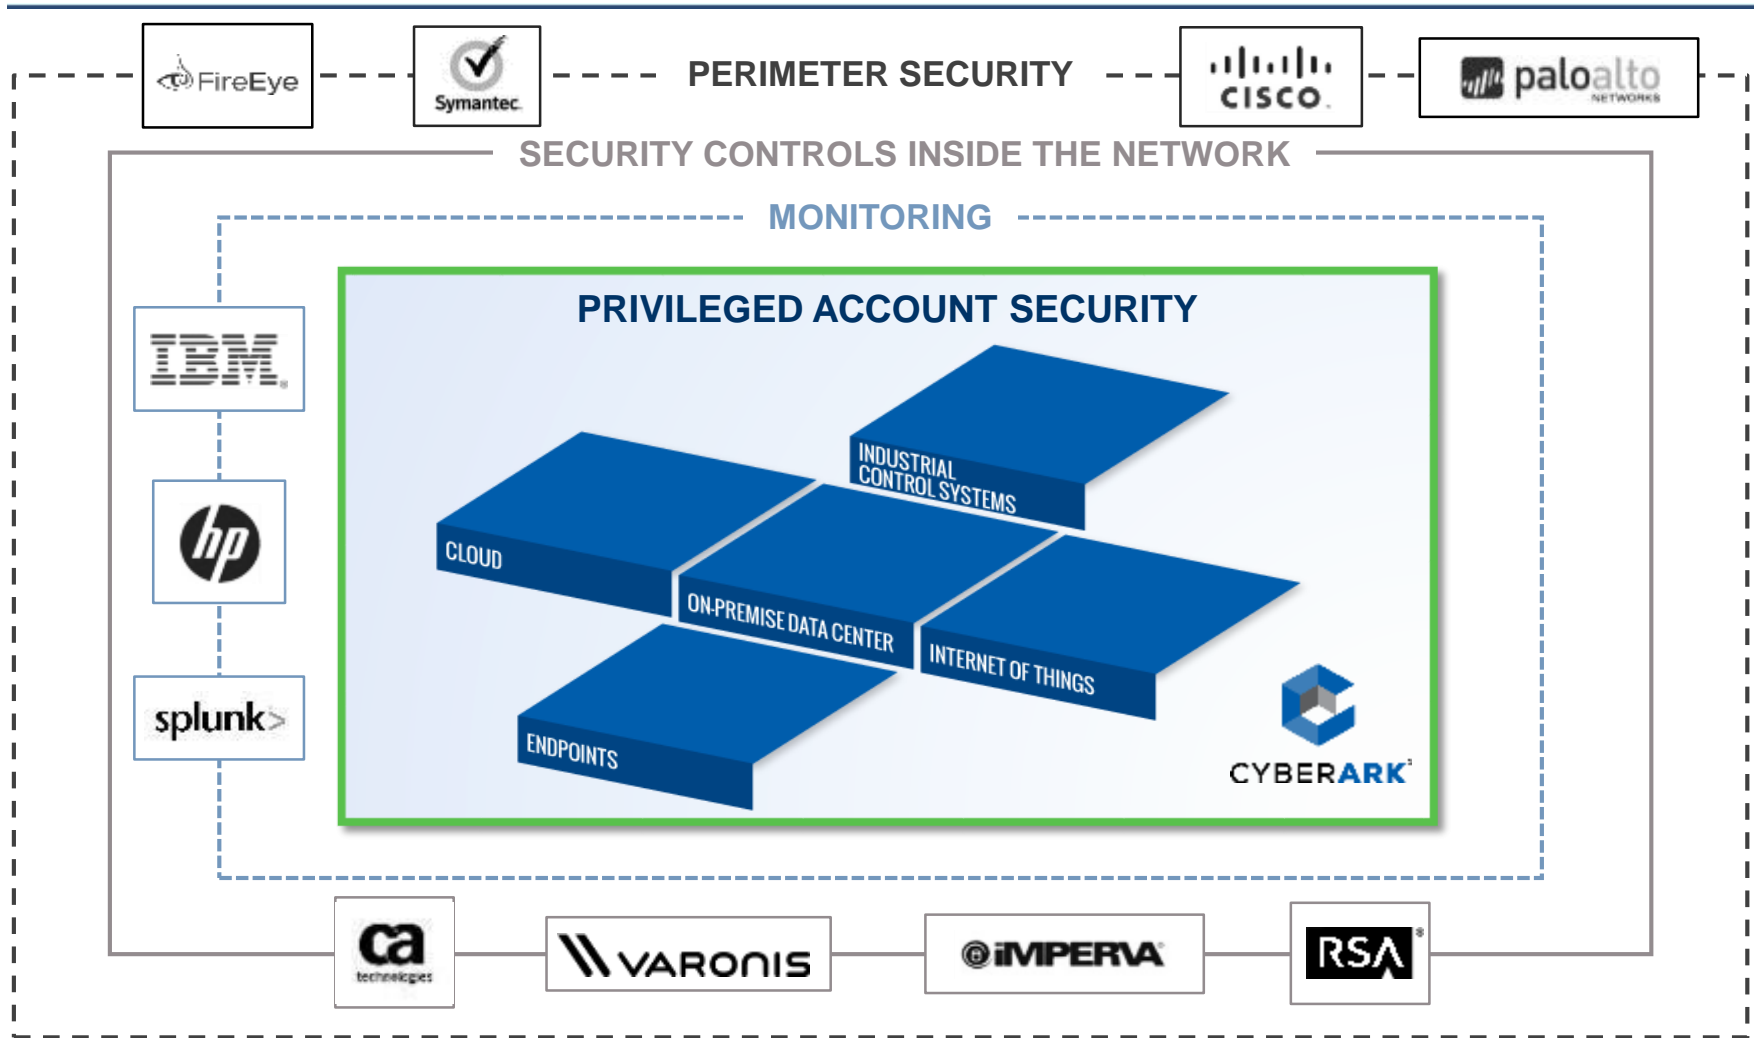 FireEye
Symantec.
PERIMETER SECURITY
CISCO.
paloalto
NETWORKS
SECURITY CONTROLS INSIDE THE NETWORK
MONITORING
PRIVILEGED ACCOUNT SECURITY
IBM®
hp
splunk>
INDUSTRIAL
CONTROL SYSTEMS
CLOUD
ON-PREMISE DATA CENTER
INTERNET OF THINGS
ENDPOINTS
CYBERARK
ca
technologies
VARONIS
iMPERVA
RSA®